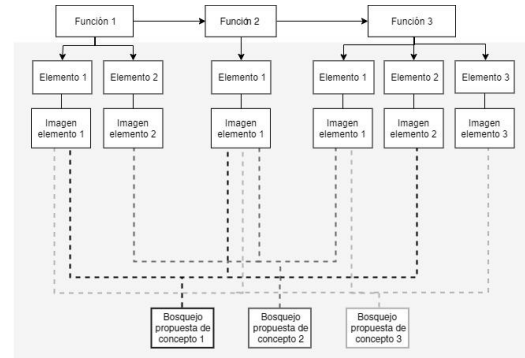 Función 1
Función 2
Función 3
Elemento 1
Elemento 2
Elemento 1
Elemento 1
Elemento 2
Elemento 3
Imagen
elemento 1
Imagen
elemento 2
Imagen
elemento 1
Imagen
elemento 1
Imagen
elemento 2
Imagen
elemento 3
Bosquejo
propuesta de
concepto 1
Bosquejo
propuesta de
concepto 2
Bosquejo
propuesta de
concepto 3